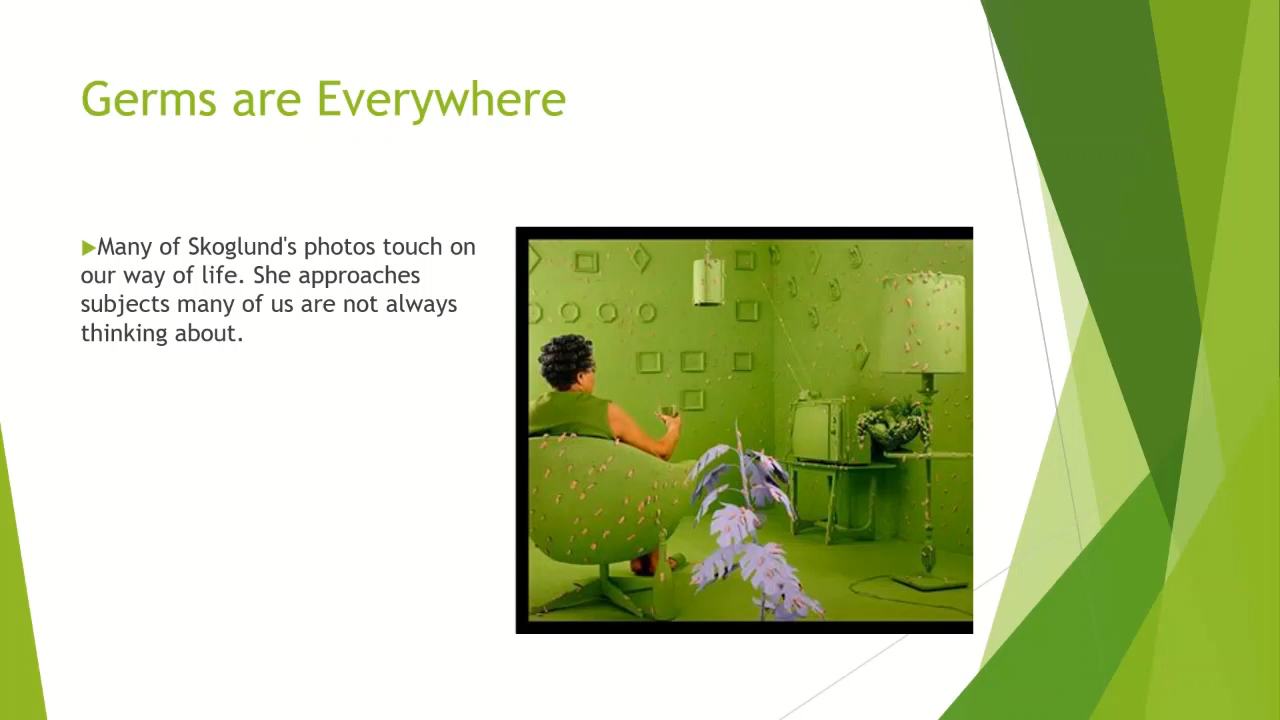 Germs are Everywhere
Many of Skoglund's photos touch on
our way of life. She approaches
subjects many of us are not always
thinking about.